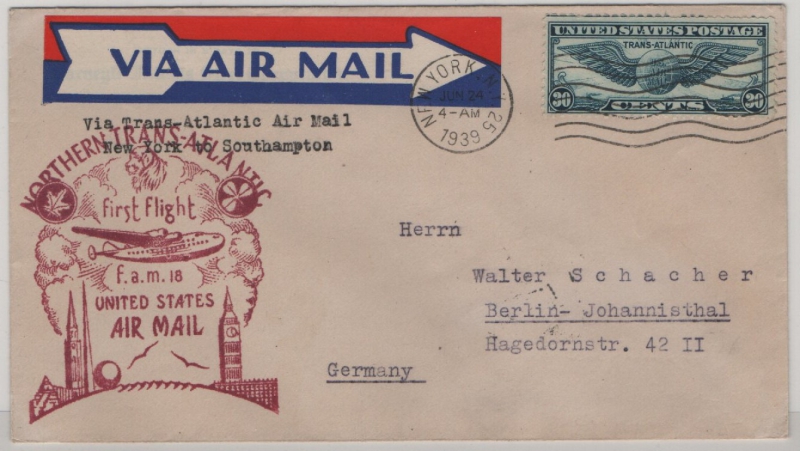 VIA AIR MAIL
UNITED STATES POSTAGE
TRANS-ATLANTIC
30 CENTS 30
NEW YORK, N.Y. 25
JUN 24
4-AM
1939
Via Trans-Atlantic Air Mail
New York to Southampton
NORTHERN TRANS-ATLANTIC
first flight
f.a.m. 18
UNITED STATES
AIR MAIL
Herrn
Walter Schacher
Berlin- Johannisthal
Hagedornstr. 42 II
Germany